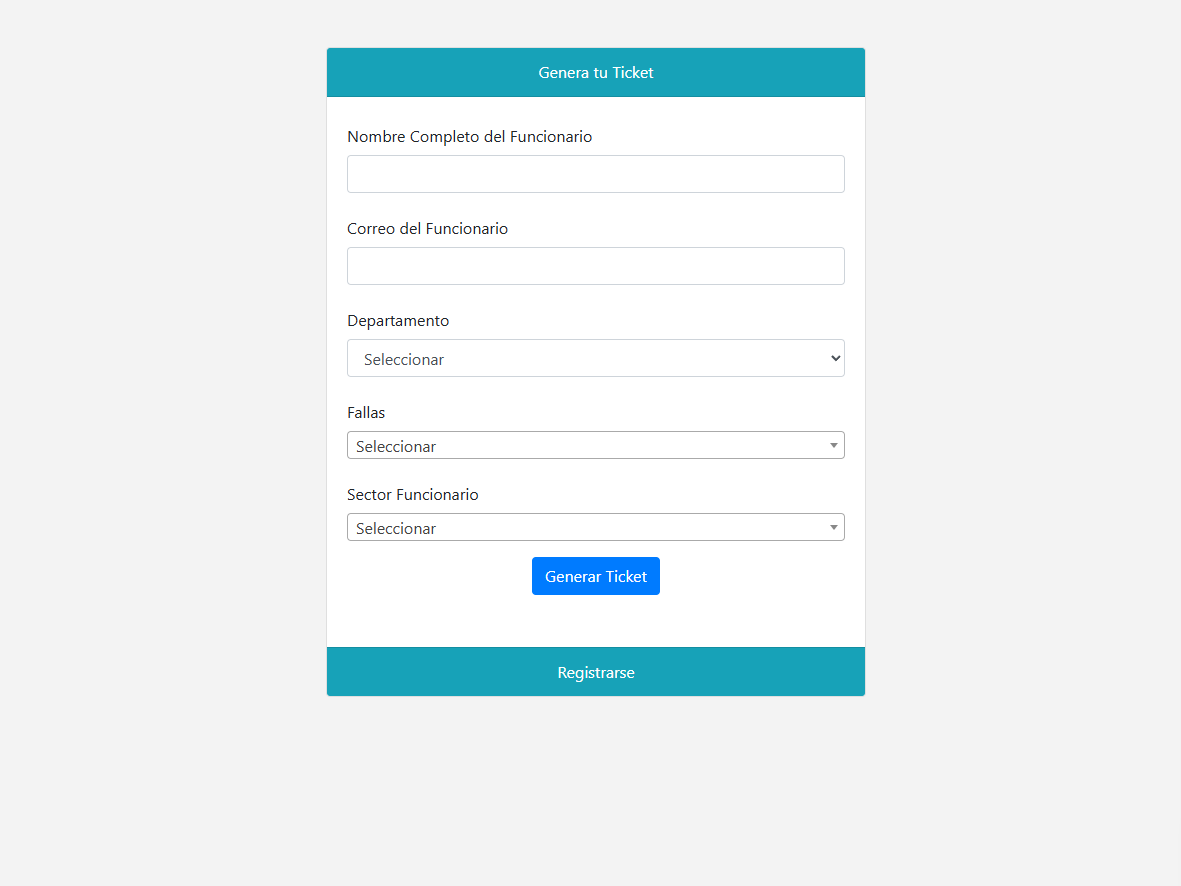 Genera tu Ticket
Nombre Completo del Funcionario
Correo del Funcionario
Departamento
Seleccionar
Fallas
Seleccionar
Sector Funcionario
Seleccionar
Generar Ticket
Registrarse